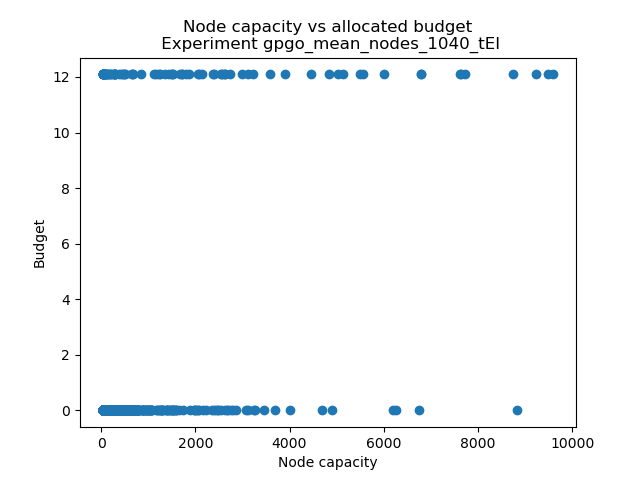 Node capacity vs allocated budget
Experiment gpgo_mean_nodes_1040_tEI
12
10
8
6
4
2
0
Budget
0 2000 4000 6000 8000 10000
Node capacity